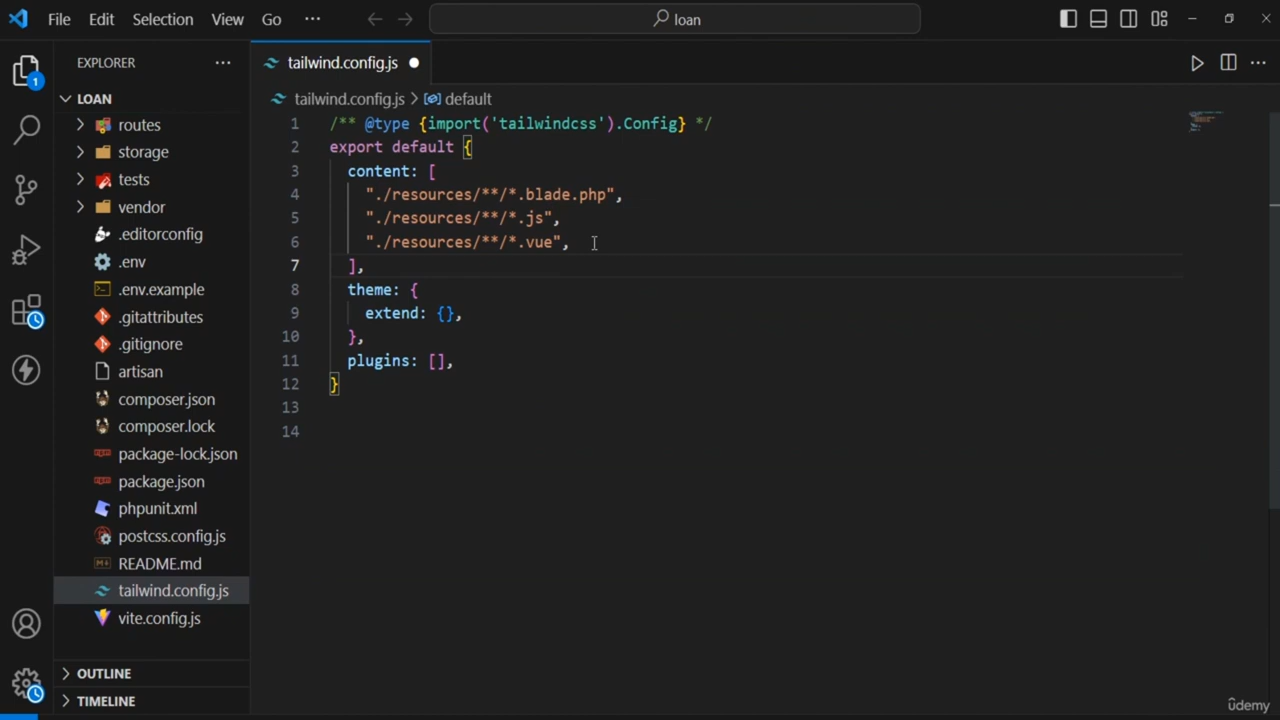 File Edit Selection View Go ··· loan
EXPLORER ···
LOAN
routes
storage
tests
vendor
.editorconfig
.env
.env.example
.gitattributes
.gitignore
artisan
composer.json
composer.lock
package-lock.json
package.json
phpunit.xml
postcss.config.js
README.md
tailwind.config.js
vite.config.js
OUTLINE
TIMELINE
1
tailwind.config.js
tailwind.config.js > default
1 /** @type {import('tailwindcss').Config} */
2 export default {
3 content: [
4 "./resources/**/*.blade.php",
5 "./resources/**/*.js",
6 "./resources/**/*.vue",
7 ],
8 theme: {
9 extend: {},
10 },
11 plugins: [],
12 }
13
14
ûdemy